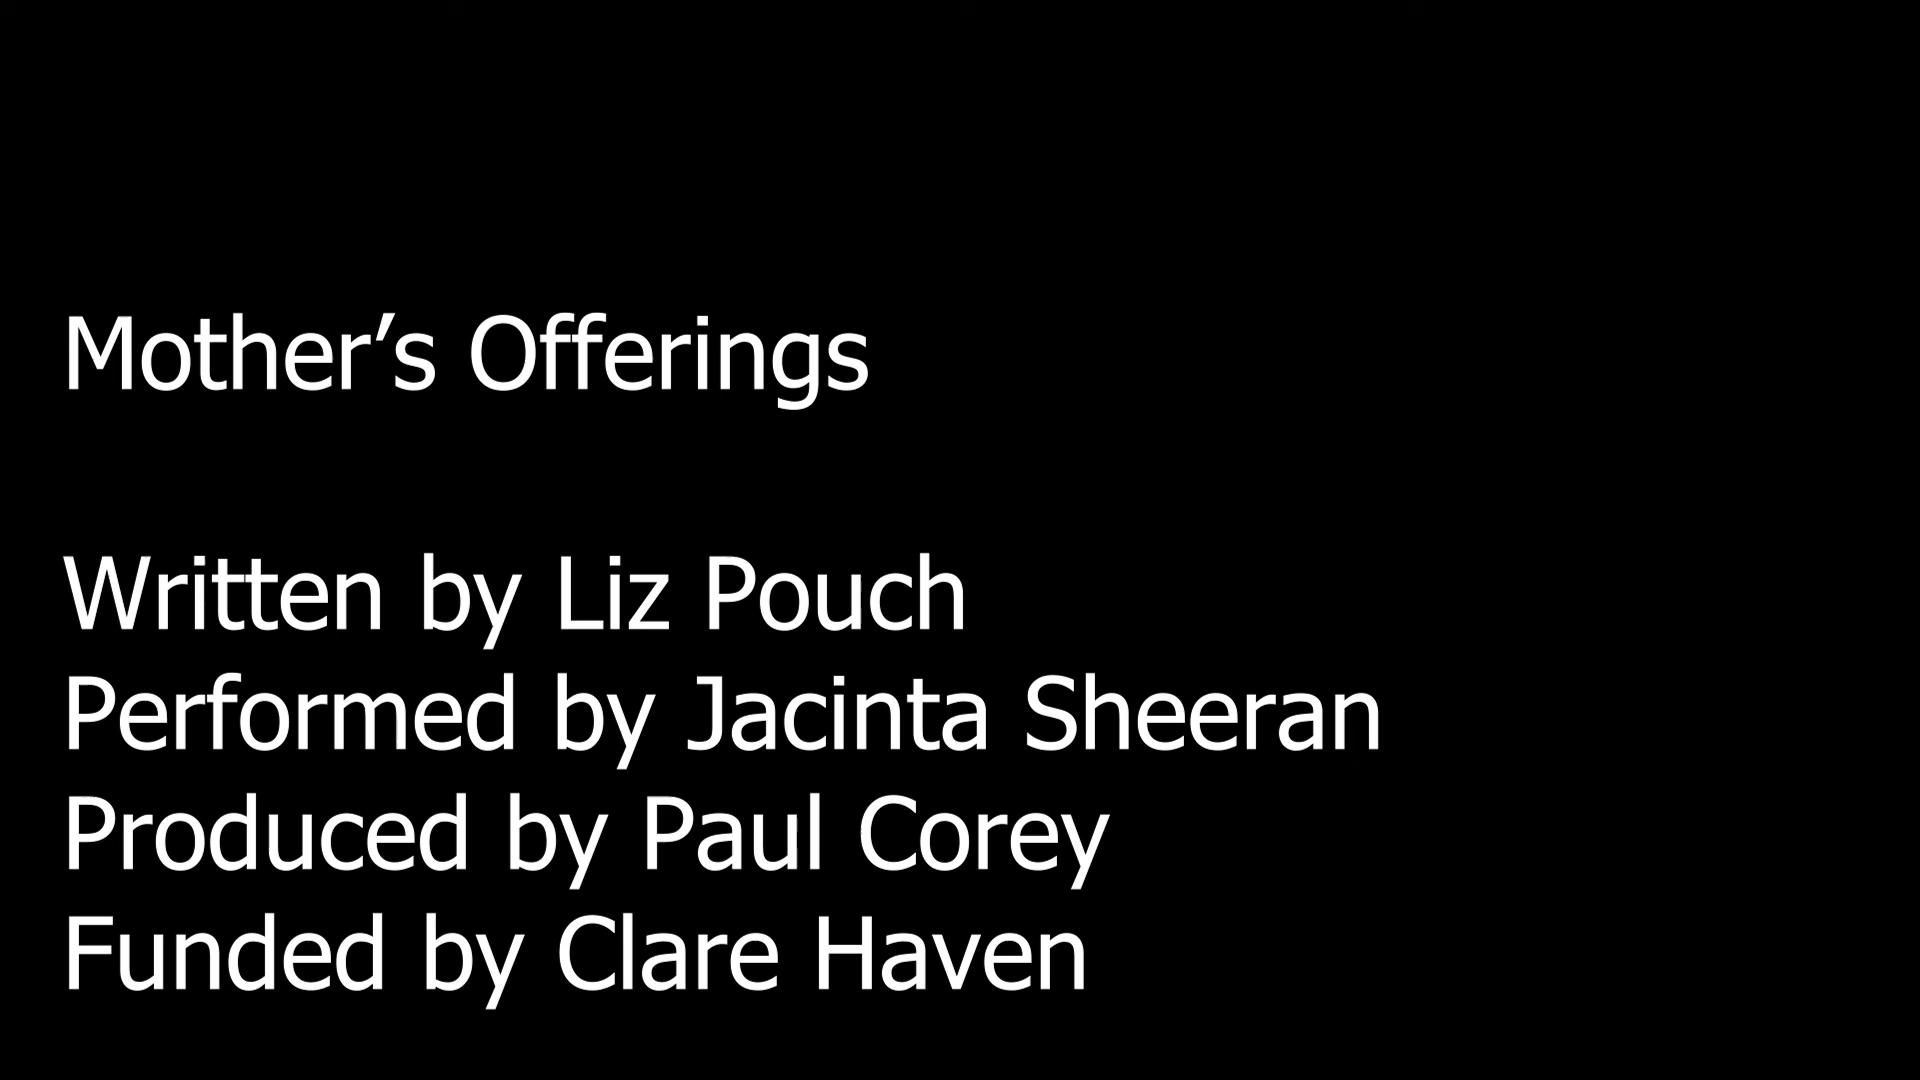 Mother’s Offerings
Written by Liz Pouch
Performed by Jacinta Sheeran
Produced by Paul Corey
Funded by Clare Haven